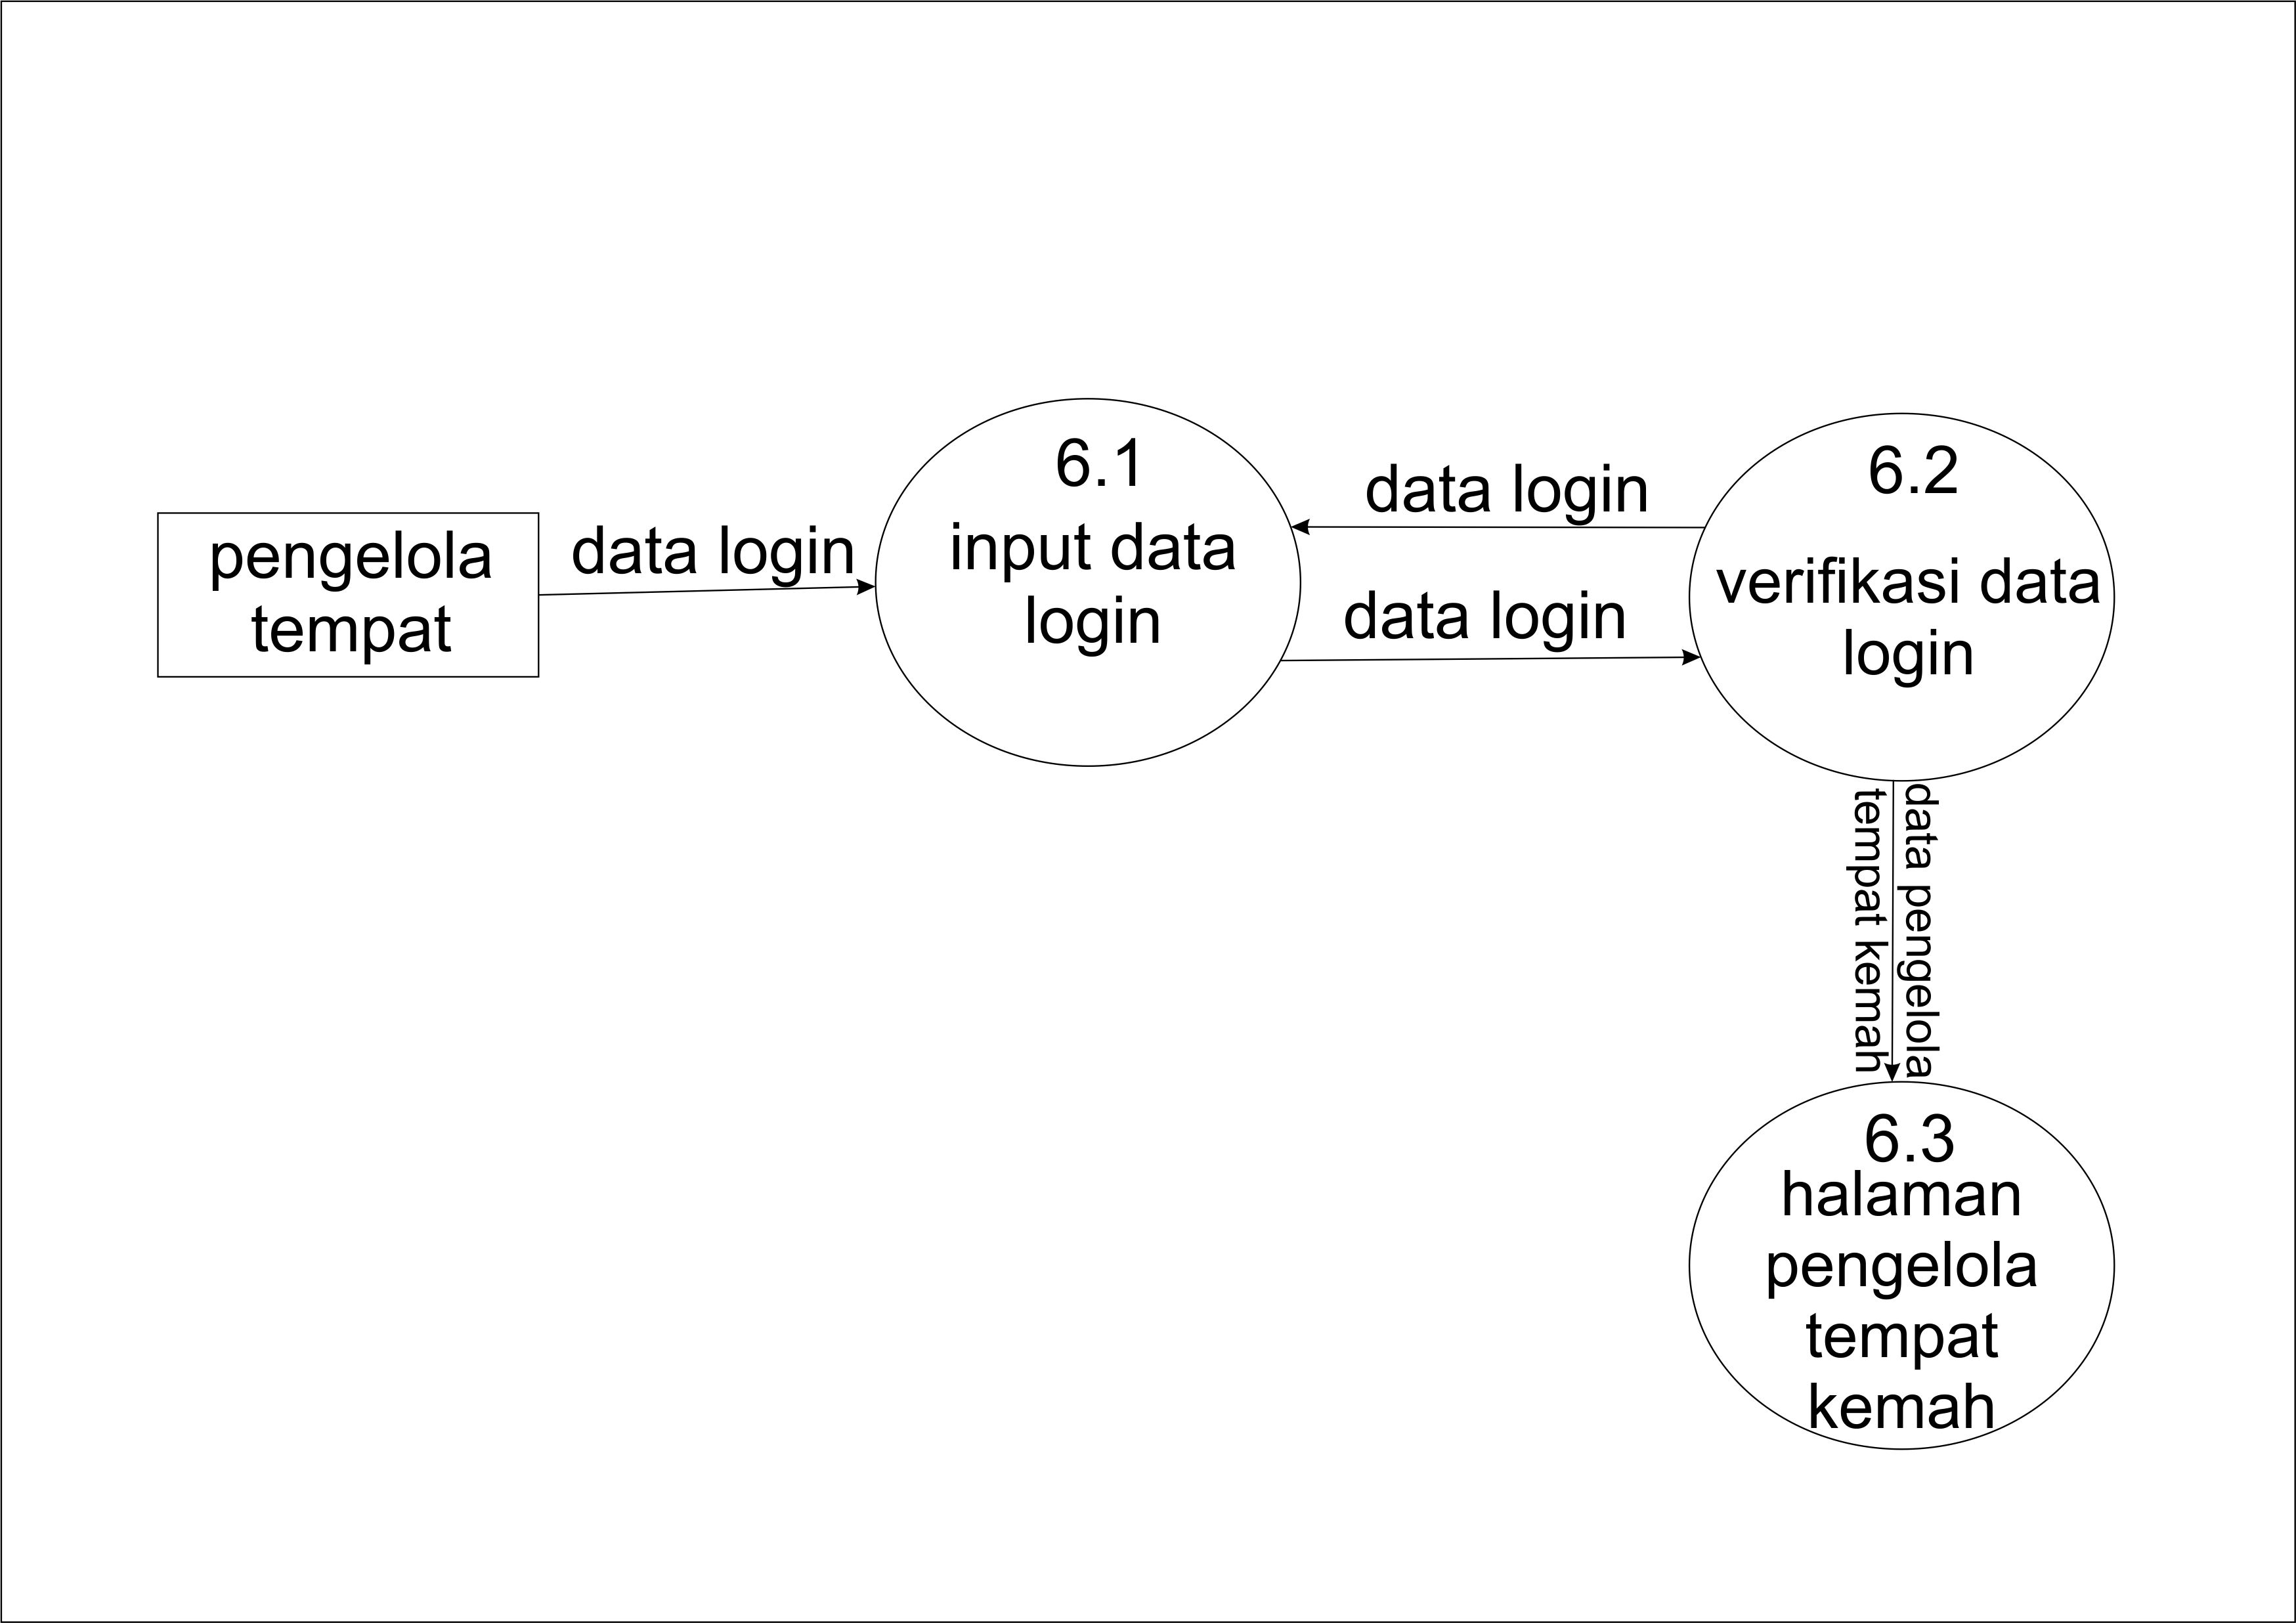 pengelola
tempat
data login
6.1
input data
login
data login
data login
6.2
verifikasi data
login
data pengelola
tempat kemah
6.3
halaman
pengelola
tempat
kemah